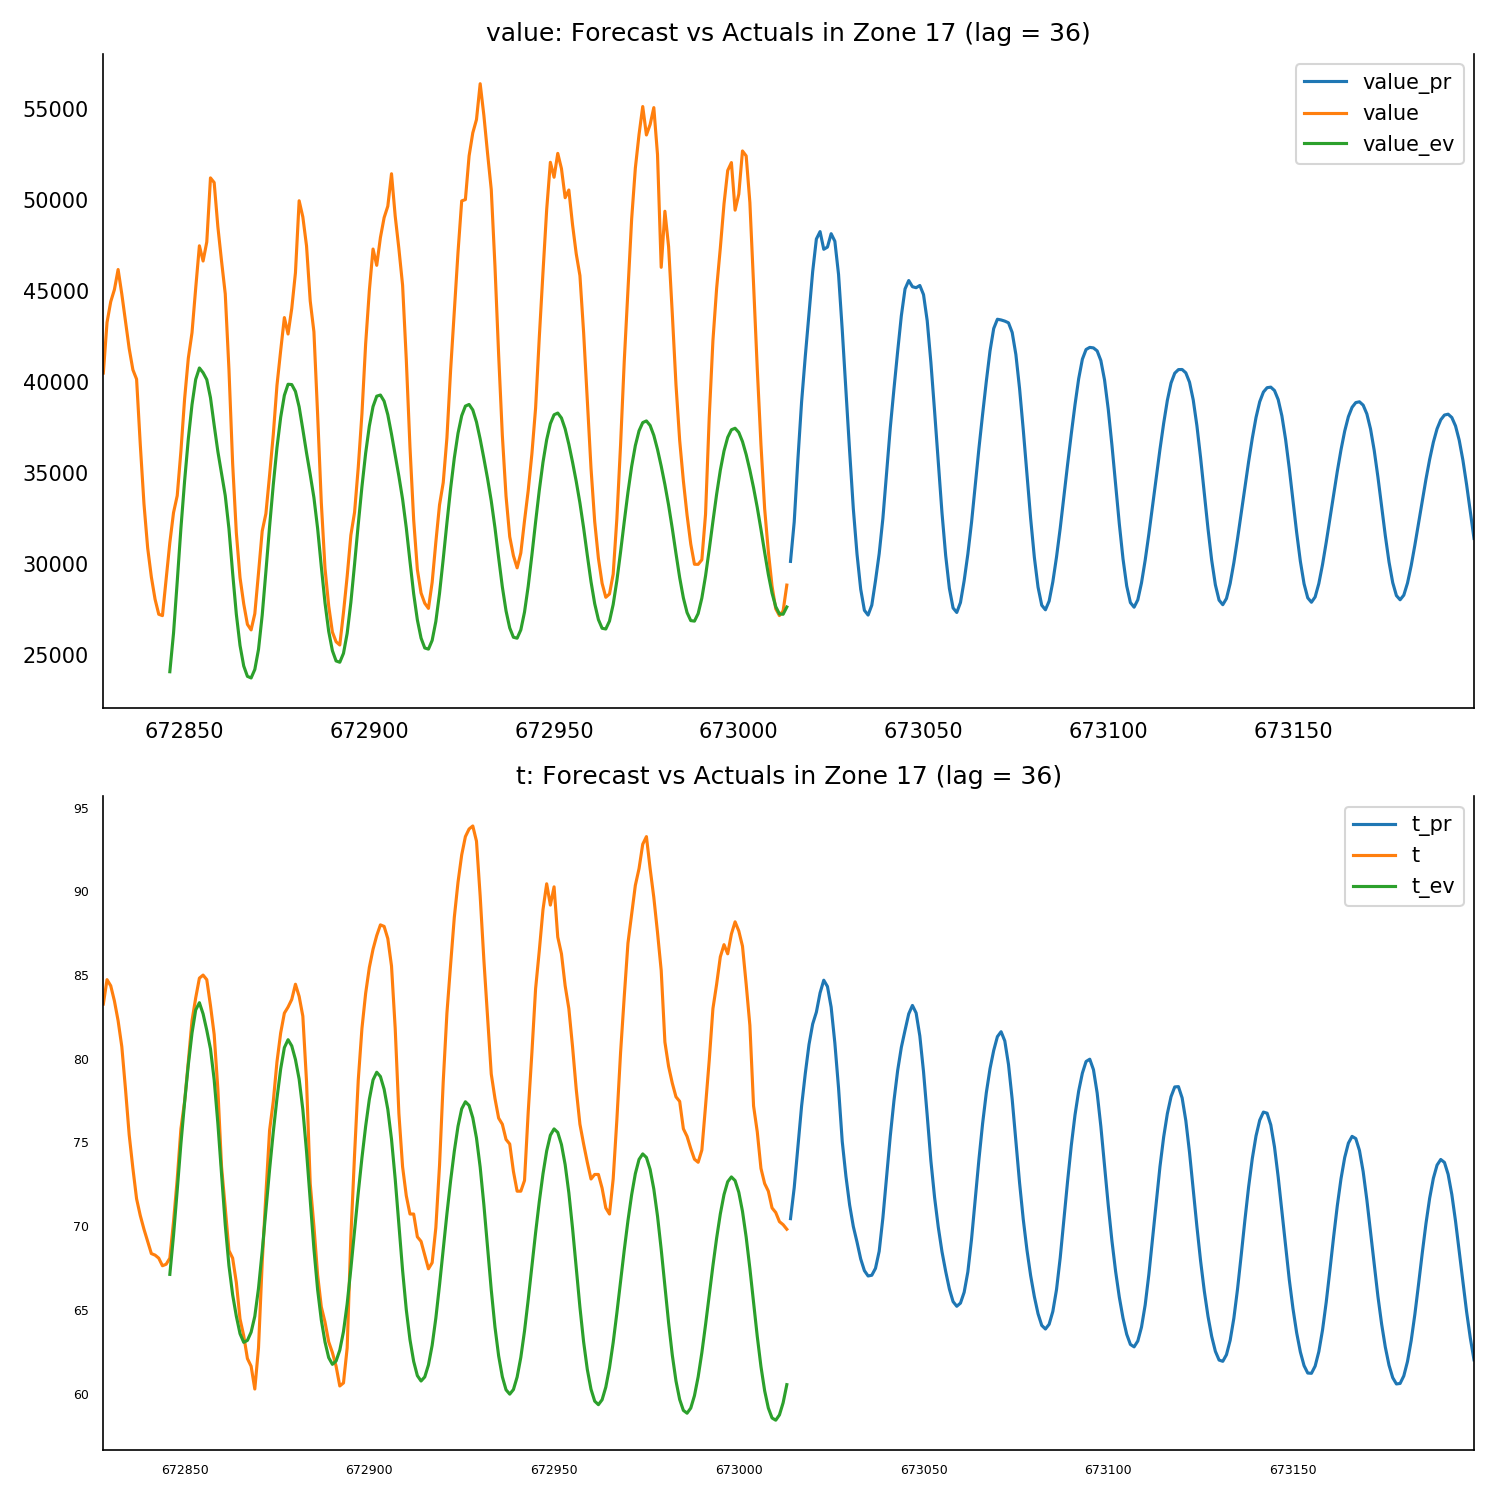 value: Forecast vs Actuals in Zone 17 (lag = 36)
value_pr
value
value_ev
55000
50000
45000
40000
35000
30000
25000
672850 672900 672950 673000 673050 673100 673150
t: Forecast vs Actuals in Zone 17 (lag = 36)
t_pr
t
t_ev
95
90
85
80
75
70
65
60
672850 672900 672950 673000 673050 673100 673150